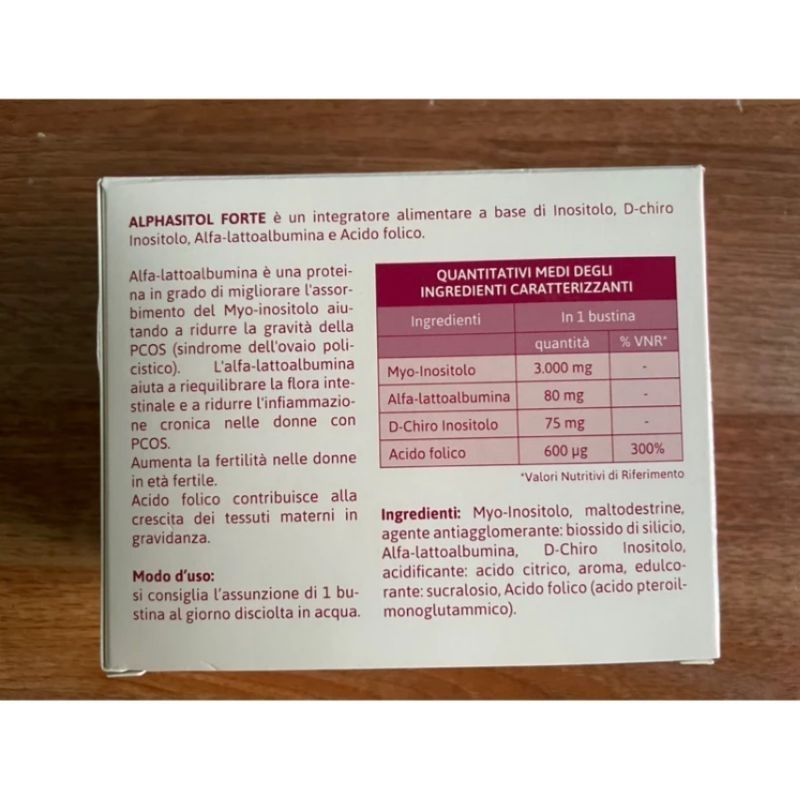 ALPHASITOL FORTE è un integratore alimentare a base di Inositolo, D-chiro
Inositolo, Alfa-lattoalbumina e Acido folico.
Alfa-lattoalbumina è una protei-
na in grado di migliorare l'assor-
bimento del Myo-inositolo aiu-
tando a ridurre la gravità della
PCOS (sindrome dell'ovaio poli-
cistico). L'alfa-lattoalbumina
aiuta a riequilibrare la flora inte-
stinale e a ridurre l'infiammazio-
ne cronica nelle donne con
PCOS.
Aumenta la fertilità nelle donne
in età fertile.
Acido folico contribuisce alla
crescita dei tessuti materni in
gravidanza.
Modo d'uso:
si consiglia l'assunzione di 1 bu-
stina al giorno disciolta in acqua.
QUANTITATIVI MEDI DEGLI
INGREDIENTI CARATTERIZZANTI
Ingredienti In 1 bustina
quantità % VNR*
Myo-Inositolo 3.000 mg -
Alfa-lattoalbumina 80 mg -
D-Chiro Inositolo 75 mg -
Acido folico 600 µg 300%
*Valori Nutritivi di Riferimento
Ingredienti: Myo-Inositolo, maltodestrine,
agente antiagglomerante: biossido di silicio,
Alfa-lattoalbumina, D-Chiro Inositolo,
acidificante: acido citrico, aroma, edulco-
rante: sucralosio, Acido folico (acido pteroil-
monoglutammico).